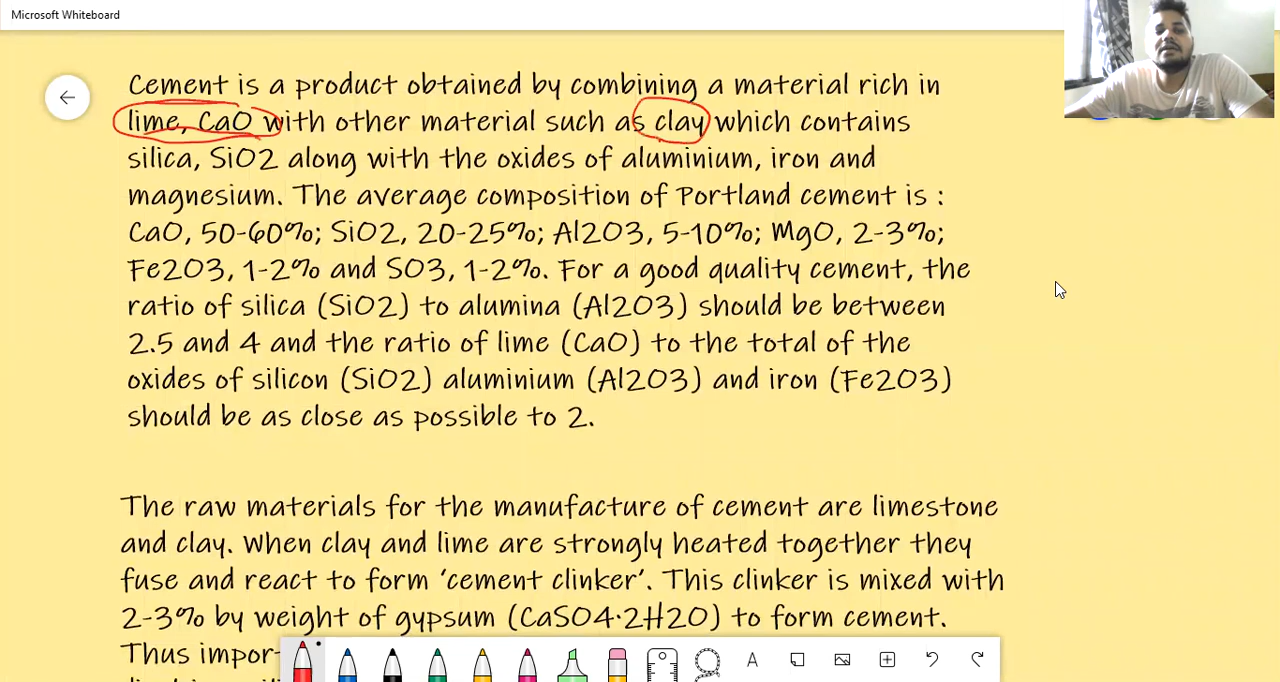 Microsoft Whiteboard
Cement is a product obtained by combining a material rich in
lime, CaO with other material such as clay which contains
silica, SiO2 along with the oxides of aluminium, iron and
magnesium. The average composition of Portland cement is :
CaO, 50-60%; SiO2, 20-25%; Al2O3, 5-10%; MgO, 2-3%;
Fe2O3, 1-2% and SO3, 1-2%. For a good quality cement, the
ratio of silica (SiO2) to alumina (Al2O3) should be between
2.5 and 4 and the ratio of lime (CaO) to the total of the
oxides of silicon (SiO2) aluminium (Al2O3) and iron (Fe2O3)
should be as close as possible to 2.
The raw materials for the manufacture of cement are limestone
and clay. When clay and lime are strongly heated together they
fuse and react to form ‘cement clinker’. This clinker is mixed with
2-3% by weight of gypsum (CaSO4·2H2O) to form cement.
Thus impor
A